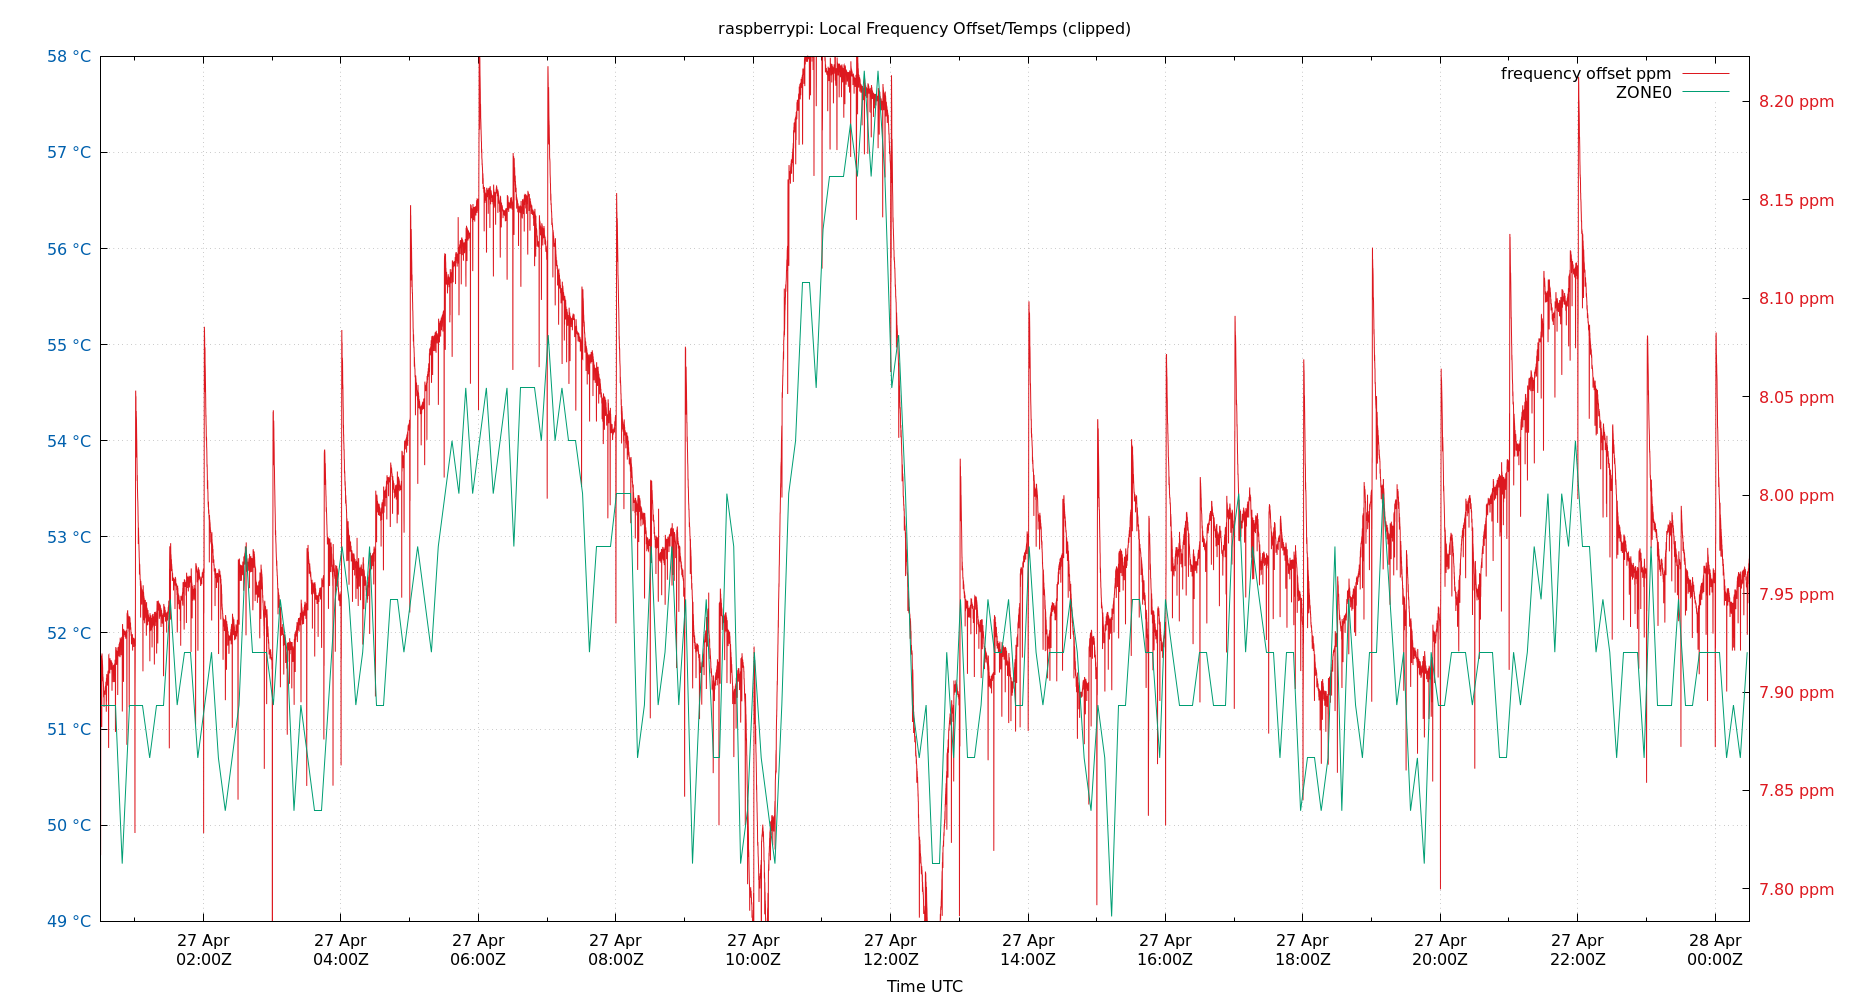 raspberrypi: Local Frequency Offset/Temps (clipped)
58 °C
57 °C
56 °C
55 °C
54 °C
53 °C
52 °C
51 °C
50 °C
49 °C
frequency offset ppm
ZONE0
8.20 ppm
8.15 ppm
8.10 ppm
8.05 ppm
8.00 ppm
7.95 ppm
7.90 ppm
7.85 ppm
7.80 ppm
27 Apr 27 Apr 27 Apr 27 Apr 27 Apr 27 Apr 27 Apr 27 Apr 27 Apr 27 Apr 27 Apr 28 Apr
02:00Z 04:00Z 06:00Z 08:00Z 10:00Z 12:00Z 14:00Z 16:00Z 18:00Z 20:00Z 22:00Z 00:00Z
Time UTC